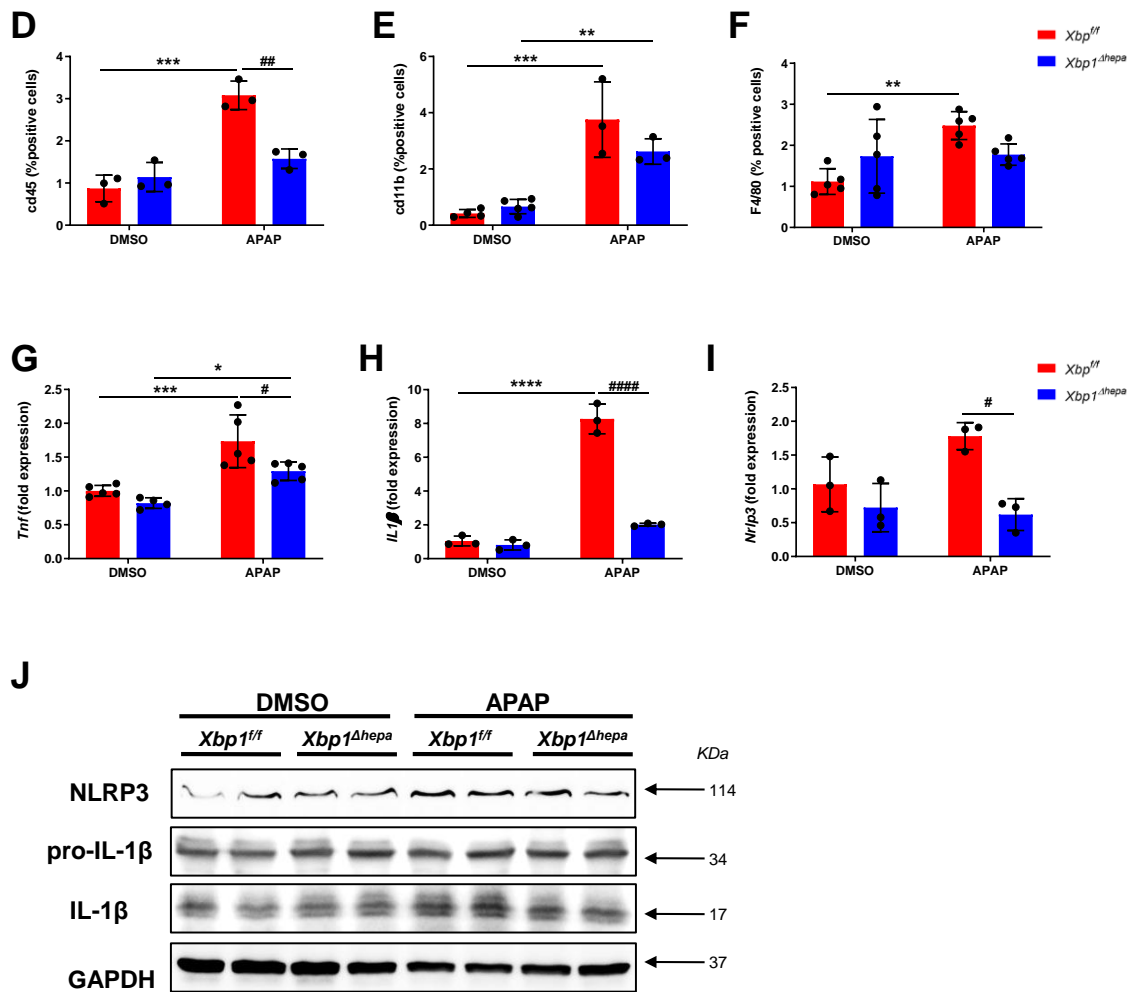 D
E
F
Xbp^f/f
Xbp1^Δhepa
cd45 (%positive cells)
4
3
2
1
0
***
##
DMSO
APAP
cd11b (%positive cells)
6
4
2
0
***
**
DMSO
APAP
F4/80 (% positive cells)
4
3
2
1
0
**
DMSO
APAP
G
H
I
Xbp^f/f
Xbp1^Δhepa
Tnf (fold expression)
2.5
2.0
1.5
1.0
0.5
0.0
***
*
#
DMSO
APAP
IL1β (fold expression)
10
8
6
4
2
0
****
####
DMSO
APAP
Nlrlp3 (fold expression)
2.5
2.0
1.5
1.0
0.5
0.0
#
DMSO
APAP
J
DMSO APAP
Xbp1^f/f Xbp1^Δhepa Xbp1^f/f Xbp1^Δhepa
KDa
NLRP3 114
pro-IL-1β 34
IL-1β 17
GAPDH 37